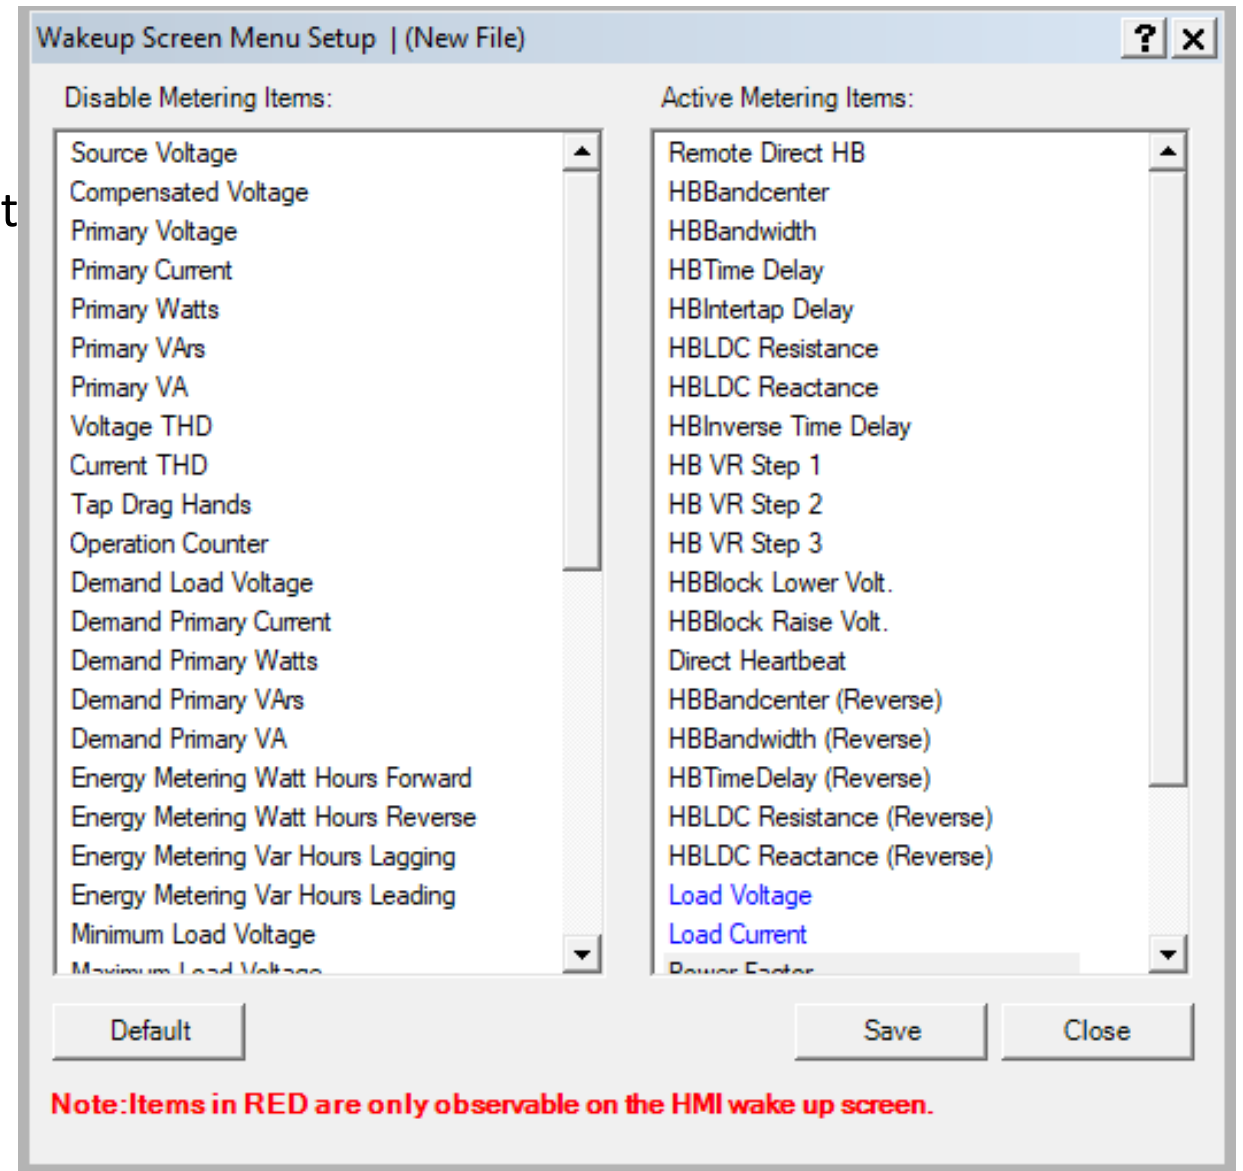 Wakeup Screen Menu Setup | (New File)
Disable Metering Items:
Source Voltage
Compensated Voltage
t
Primary Voltage
Primary Current
Primary Watts
Primary VArs
Primary VA
Voltage THD
Current THD
Tap Drag Hands
Operation Counter
Demand Load Voltage
Demand Primary Current
Demand Primary Watts
Demand Primary VArs
Demand Primary VA
Energy Metering Watt Hours Forward
Energy Metering Watt Hours Reverse
Energy Metering Var Hours Lagging
Energy Metering Var Hours Leading
Minimum Load Voltage
Maximum Load Voltage
Active Metering Items:
Remote Direct HB
HBBandcenter
HBBandwidth
HBTime Delay
HBIntertap Delay
HBLDC Resistance
HBLDC Reactance
HBInverse Time Delay
HB VR Step 1
HB VR Step 2
HB VR Step 3
HBBlock Lower Volt.
HBBlock Raise Volt.
Direct Heartbeat
HBBandcenter (Reverse)
HBBandwidth (Reverse)
HBTimeDelay (Reverse)
HBLDC Resistance (Reverse)
HBLDC Reactance (Reverse)
Load Voltage
Load Current
Power Factor
Default
Save
Close
Note:Items in RED are only observable on the HMI wake up screen.